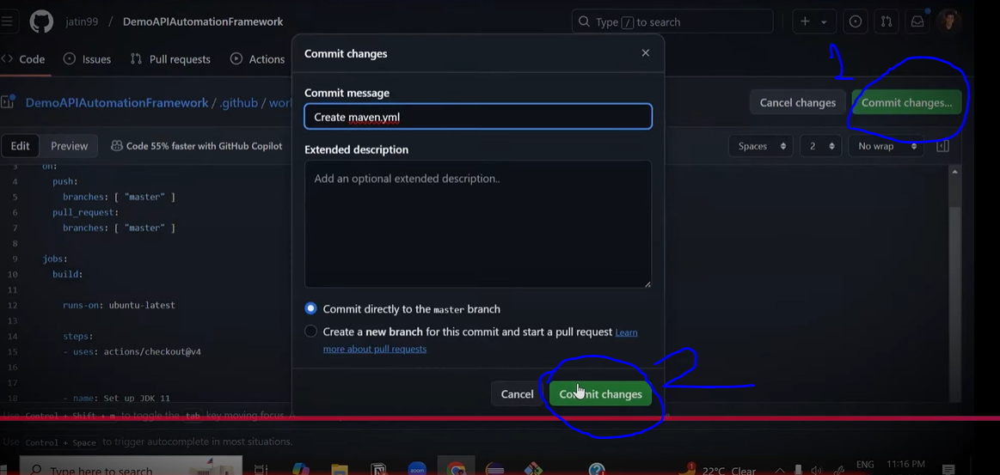 jatin99 / DemoAPIAutomationFramework
Type / to search
Code Issues Pull requests Actions
DemoAPIAutomationFramework / .github /
Cancel changes Commit changes...
Edit Preview Code 55% faster with GitHub Copilot
Spaces 2 No wrap
3 on:
4 push:
5 branches: [ "master" ]
6 pull_request:
7 branches: [ "master" ]
8
9 jobs:
10 build:
11
12 runs-on: ubuntu-latest
13
14 steps:
15 - uses: actions/checkout@v4
16
17
18 - name: Set up JDK 11
Commit changes
Commit message
Create maven.yml
Extended description
Add an optional extended description..
Commit directly to the master branch
Create a new branch for this commit and start a pull request Learn
more about pull requests
Cancel Commit changes
2
Use Control + Shift + m to toggle the tab key moving focus.
Use Control + Space to trigger autocomplete in most situations.
Type here to search
zoom
1
22°C Clear
ENG 11:16 PM